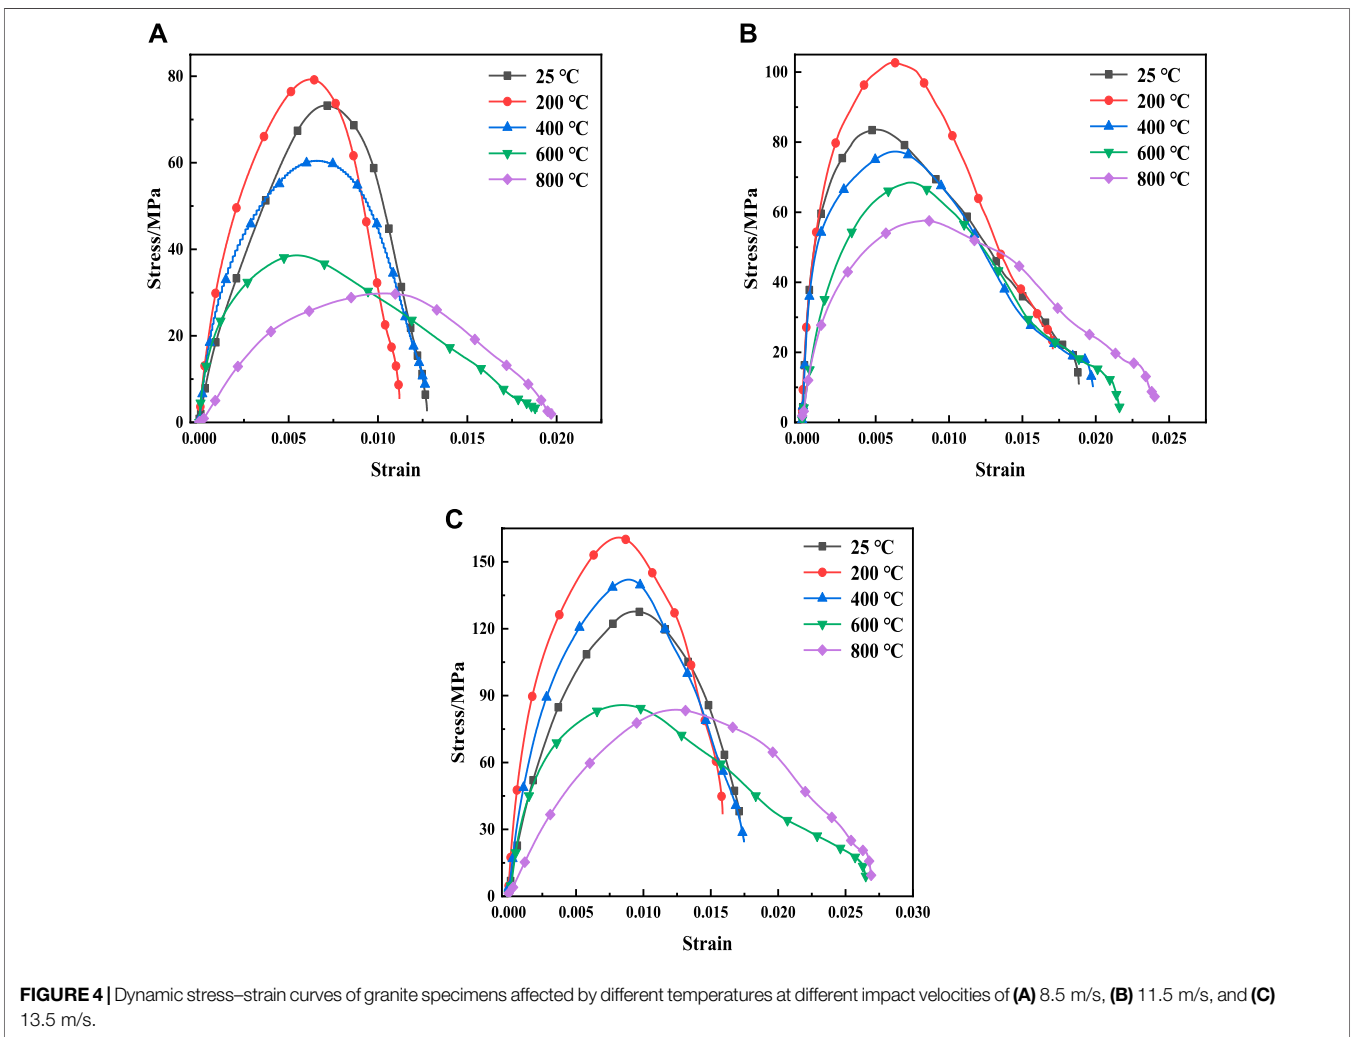 A
80
60
40
20
0
0.000 0.005 0.010 0.015 0.020
Stress/MPa
Strain
25 ℃
200 ℃
400 ℃
600 ℃
800 ℃
B
100
80
60
40
20
0
0.000 0.005 0.010 0.015 0.020 0.025
Stress/MPa
Strain
25 ℃
200 ℃
400 ℃
600 ℃
800 ℃
C
150
120
90
60
30
0
0.000 0.005 0.010 0.015 0.020 0.025 0.030
Stress/MPa
Strain
25 ℃
200 ℃
400 ℃
600 ℃
800 ℃
FIGURE 4 | Dynamic stress–strain curves of granite specimens affected by different temperatures at different impact velocities of (A) 8.5 m/s, (B) 11.5 m/s, and (C)
13.5 m/s.